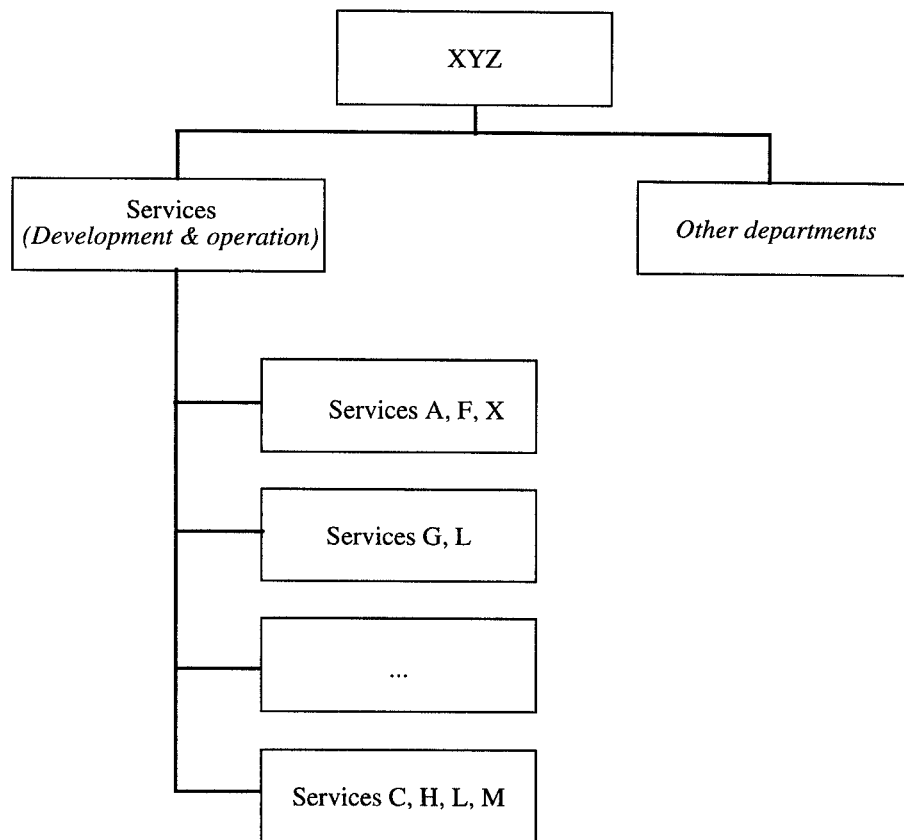 XYZ
Services
(Development & operation)
Other departments
Services A, F, X
Services G, L
...
Services C, H, L, M